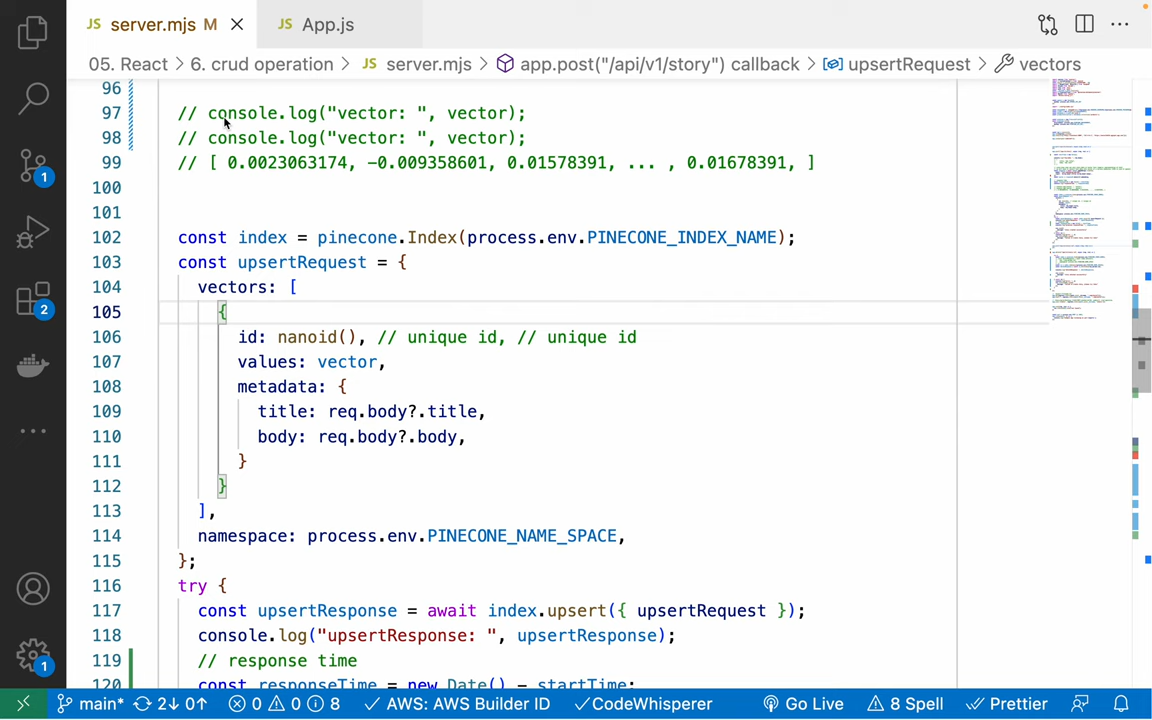 JS server.mjs M
JS App.js
05. React > 6. crud operation > JS server.mjs > app.post("/api/v1/story") callback > upsertRequest > vectors
96
97 // console.log("vector: ", vector);
98 // console.log("vector: ", vector);
99 // [ 0.0023063174, -0.009358601, 0.01578391, ... , 0.01678391, ]
100
101
102 const index = pinecone.Index(process.env.PINECONE_INDEX_NAME);
103 const upsertRequest = {
104 vectors: [
105 {
106 id: nanoid(), // unique id, // unique id
107 values: vector,
108 metadata: {
109 title: req.body?.title,
110 body: req.body?.body,
111 }
112 }
113 ],
114 namespace: process.env.PINECONE_NAME_SPACE,
115 };
116 try {
117 const upsertResponse = await index.upsert({ upsertRequest });
118 console.log("upsertResponse: ", upsertResponse);
119 // response time
120 const responseTime = new Date() - startTime;
1
2
1
main* 2↓ 0↑ 0 0 8 AWS: AWS Builder ID CodeWhisperer Go Live 8 Spell Prettier